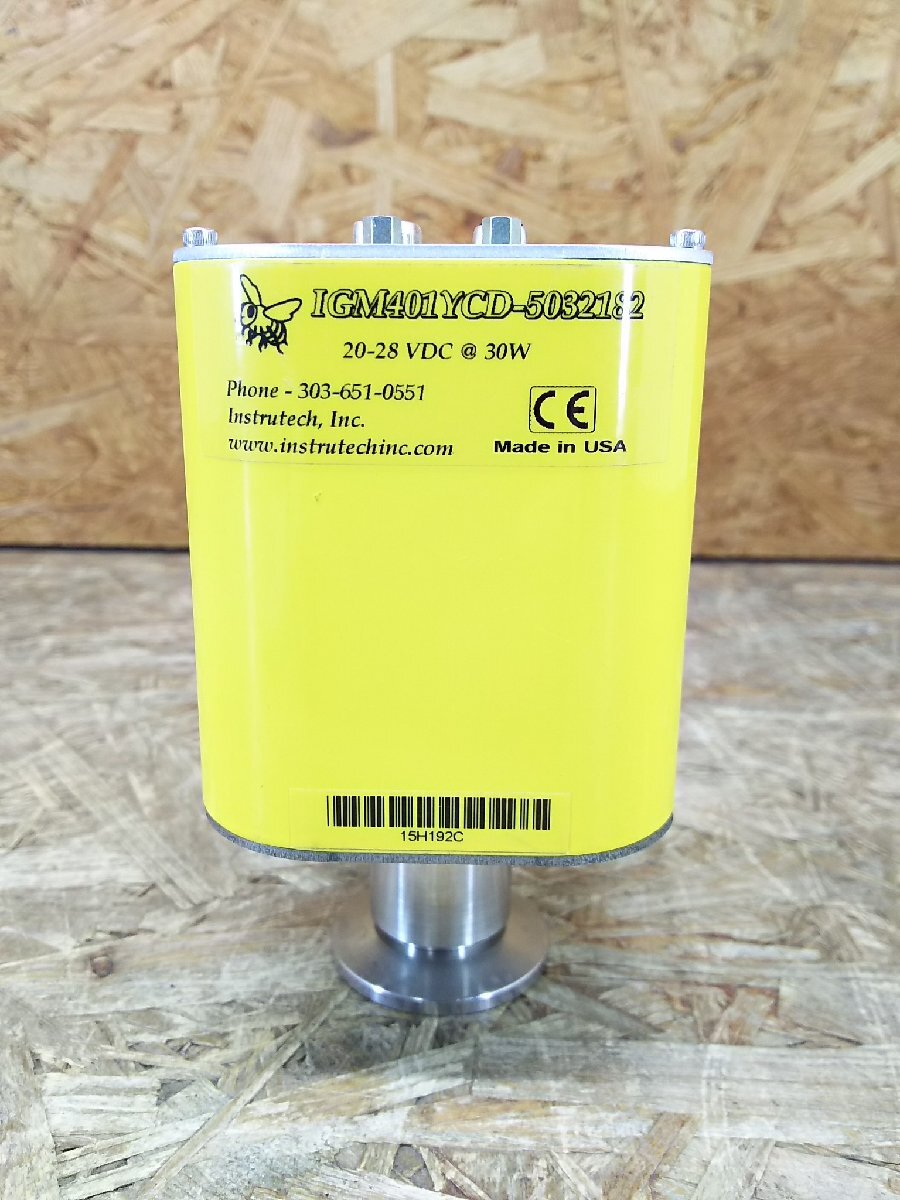 IGM401YCD-5032182
20-28 VDC @ 30W
Phone - 303-651-0551
Instrutech, Inc.
www.instrutechinc.com
CE
Made in USA
15H192C